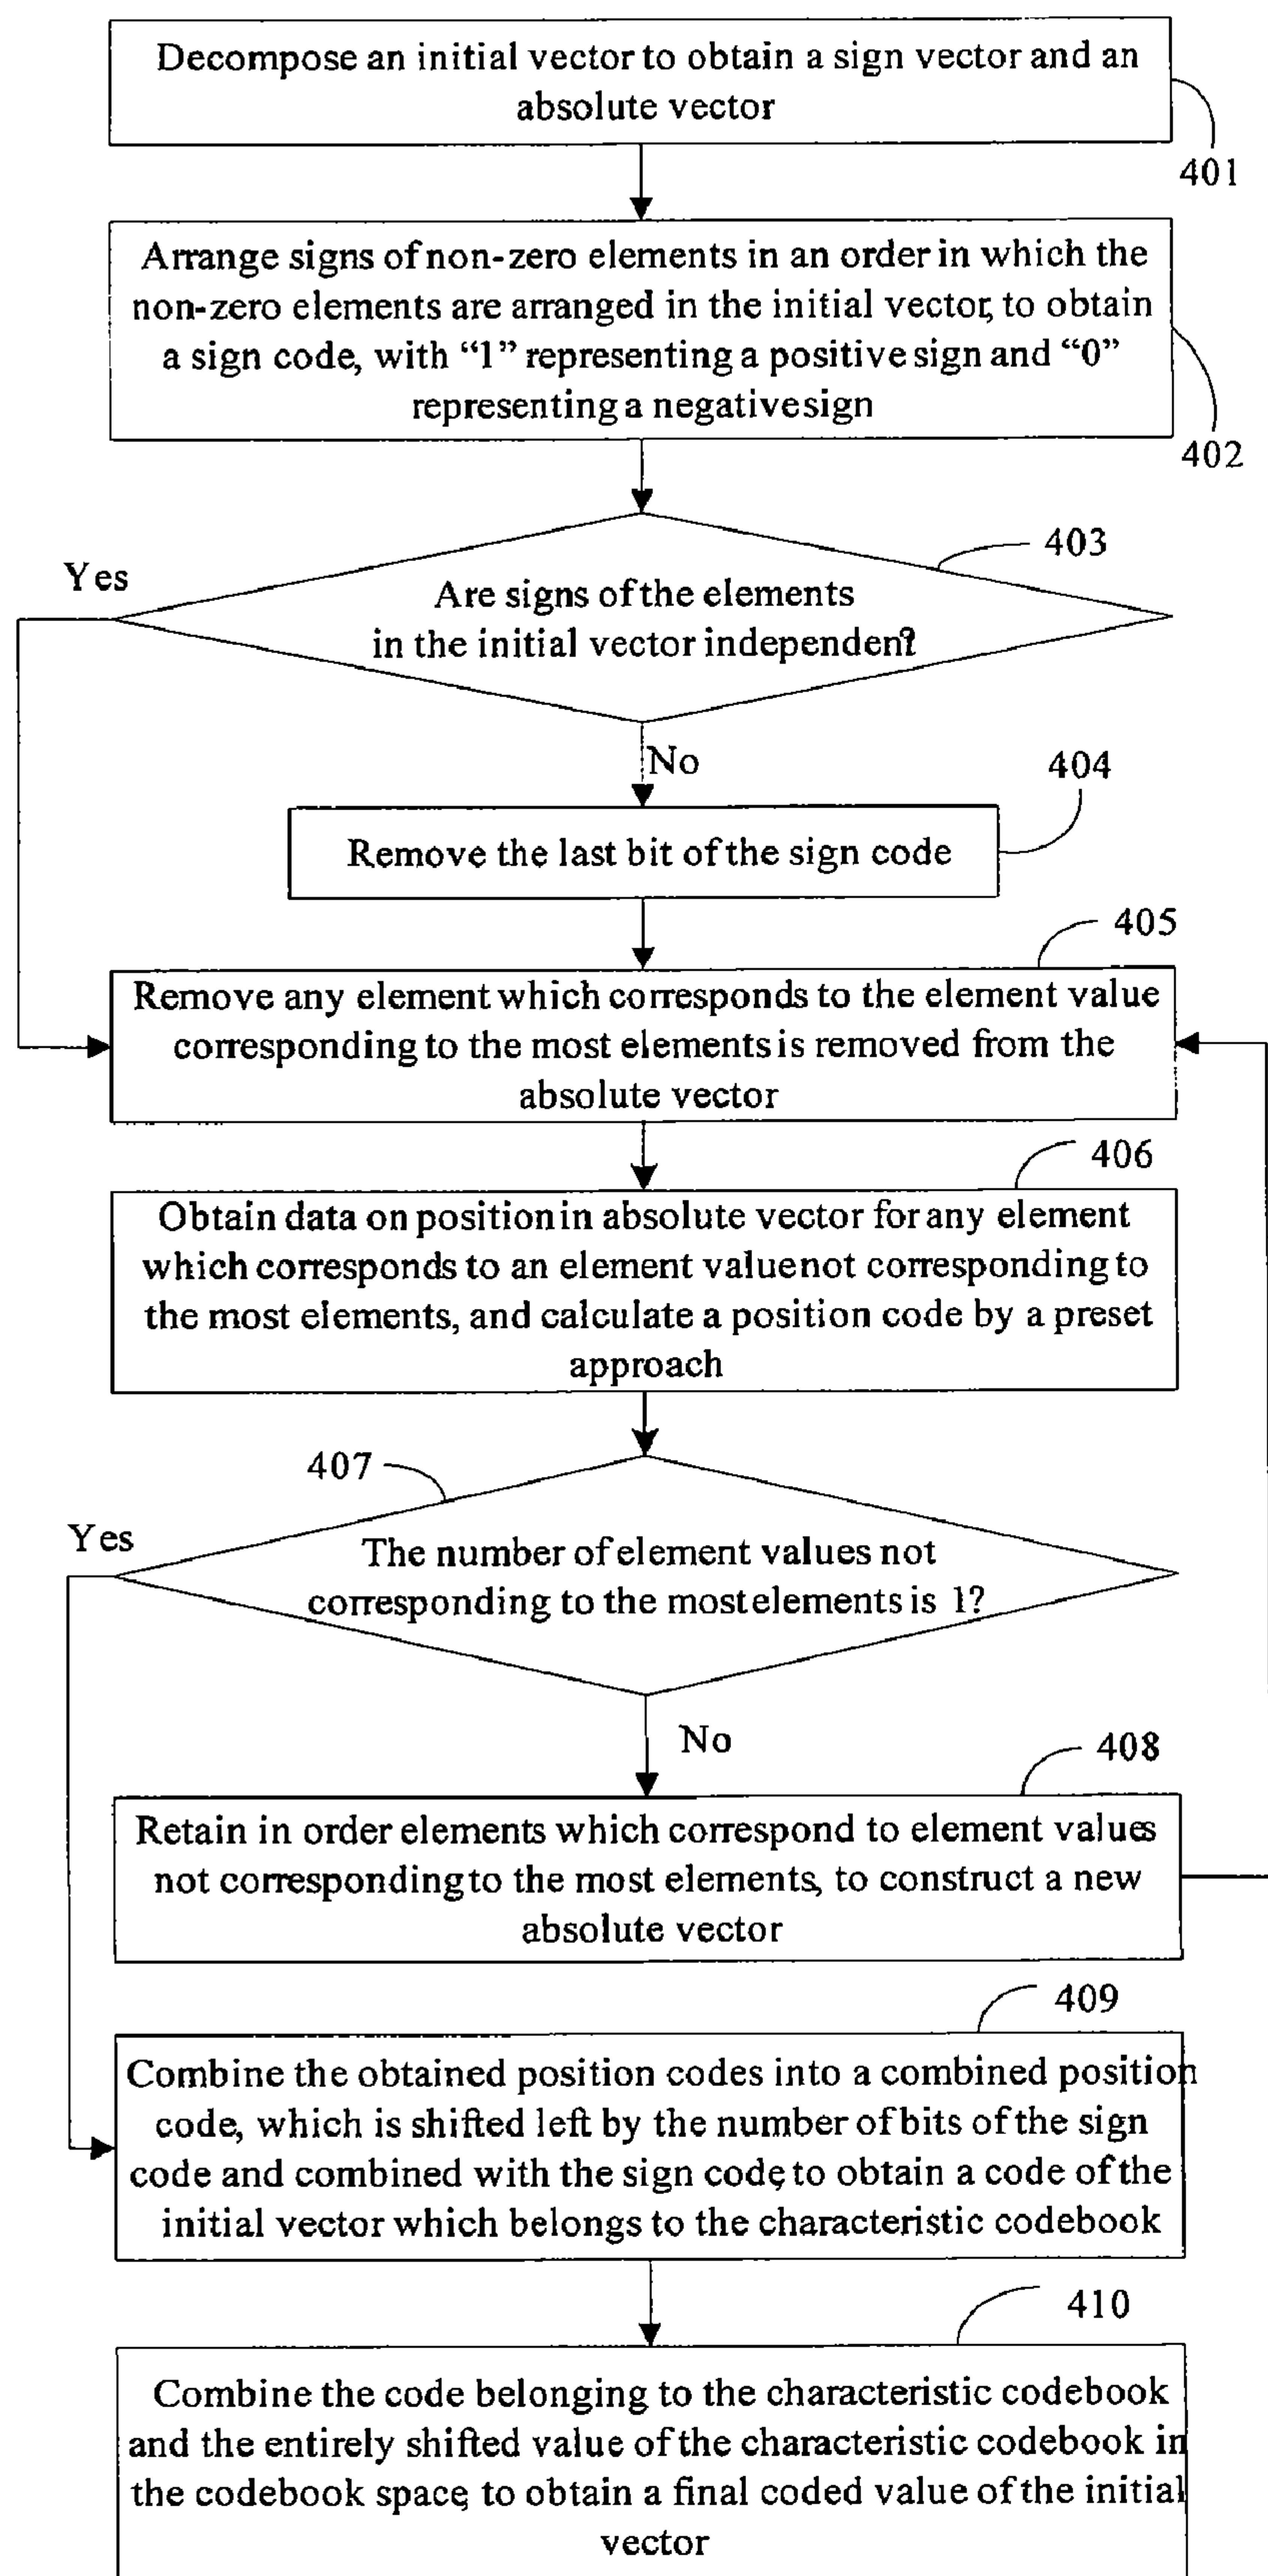 Decompose an initial vector to obtain a sign vector and an
absolute vector
401
Arrange signs of non-zero elements in an order in which the
non-zero elements are arranged in the initial vector, to obtain
a sign code, with “1” representing a positive sign and “0”
representing a negative sign
402
403
Yes
Are signs of the elements
in the initial vector independent?
No
404
Remove the last bit of the sign code
405
Remove any element which corresponds to the element value
corresponding to the most elements is removed from the
absolute vector
406
Obtain data on position in absolute vector for any element
which corresponds to an element value not corresponding to
the most elements, and calculate a position code by a preset
approach
407
Yes
The number of element values not
corresponding to the most elements is 1?
No
408
Retain in order elements which correspond to element values
not corresponding to the most elements, to construct a new
absolute vector
409
Combine the obtained position codes into a combined position
code, which is shifted left by the number of bits of the sign
code and combined with the sign code, to obtain a code of the
initial vector which belongs to the characteristic codebook
410
Combine the code belonging to the characteristic codebook
and the entirely shifted value of the characteristic codebook in
the codebook space, to obtain a final coded value of the initial
vector